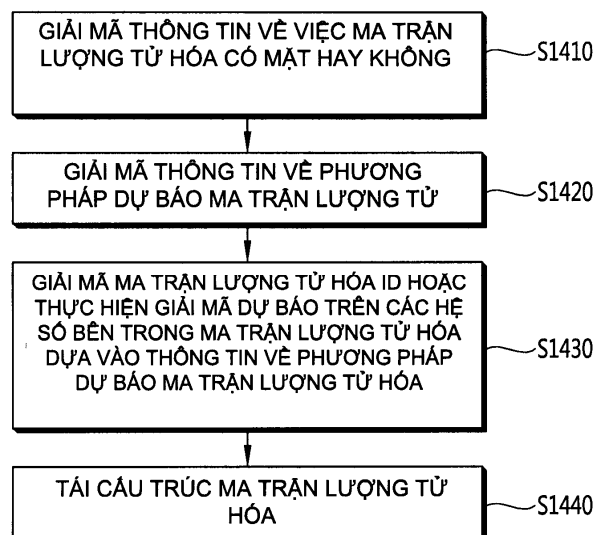 GIẢI MÃ THÔNG TIN VỀ VIỆC MA TRẬN
LƯỢNG TỬ HÓA CÓ MẶT HAY KHÔNG
S1410
GIẢI MÃ THÔNG TIN VỀ PHƯƠNG
PHÁP DỰ BÁO MA TRẬN LƯỢNG TỬ
S1420
GIẢI MÃ MA TRẬN LƯỢNG TỬ HÓA ID HOẶC
THỰC HIỆN GIẢI MÃ DỰ BÁO TRÊN CÁC HỆ
SỐ BÊN TRONG MA TRẬN LƯỢNG TỬ HÓA
DỰA VÀO THÔNG TIN VỀ PHƯƠNG PHÁP
DỰ BÁO MA TRẬN LƯỢNG TỬ HÓA
S1430
TÁI CẤU TRÚC MA TRẬN LƯỢNG TỬ
HÓA
S1440